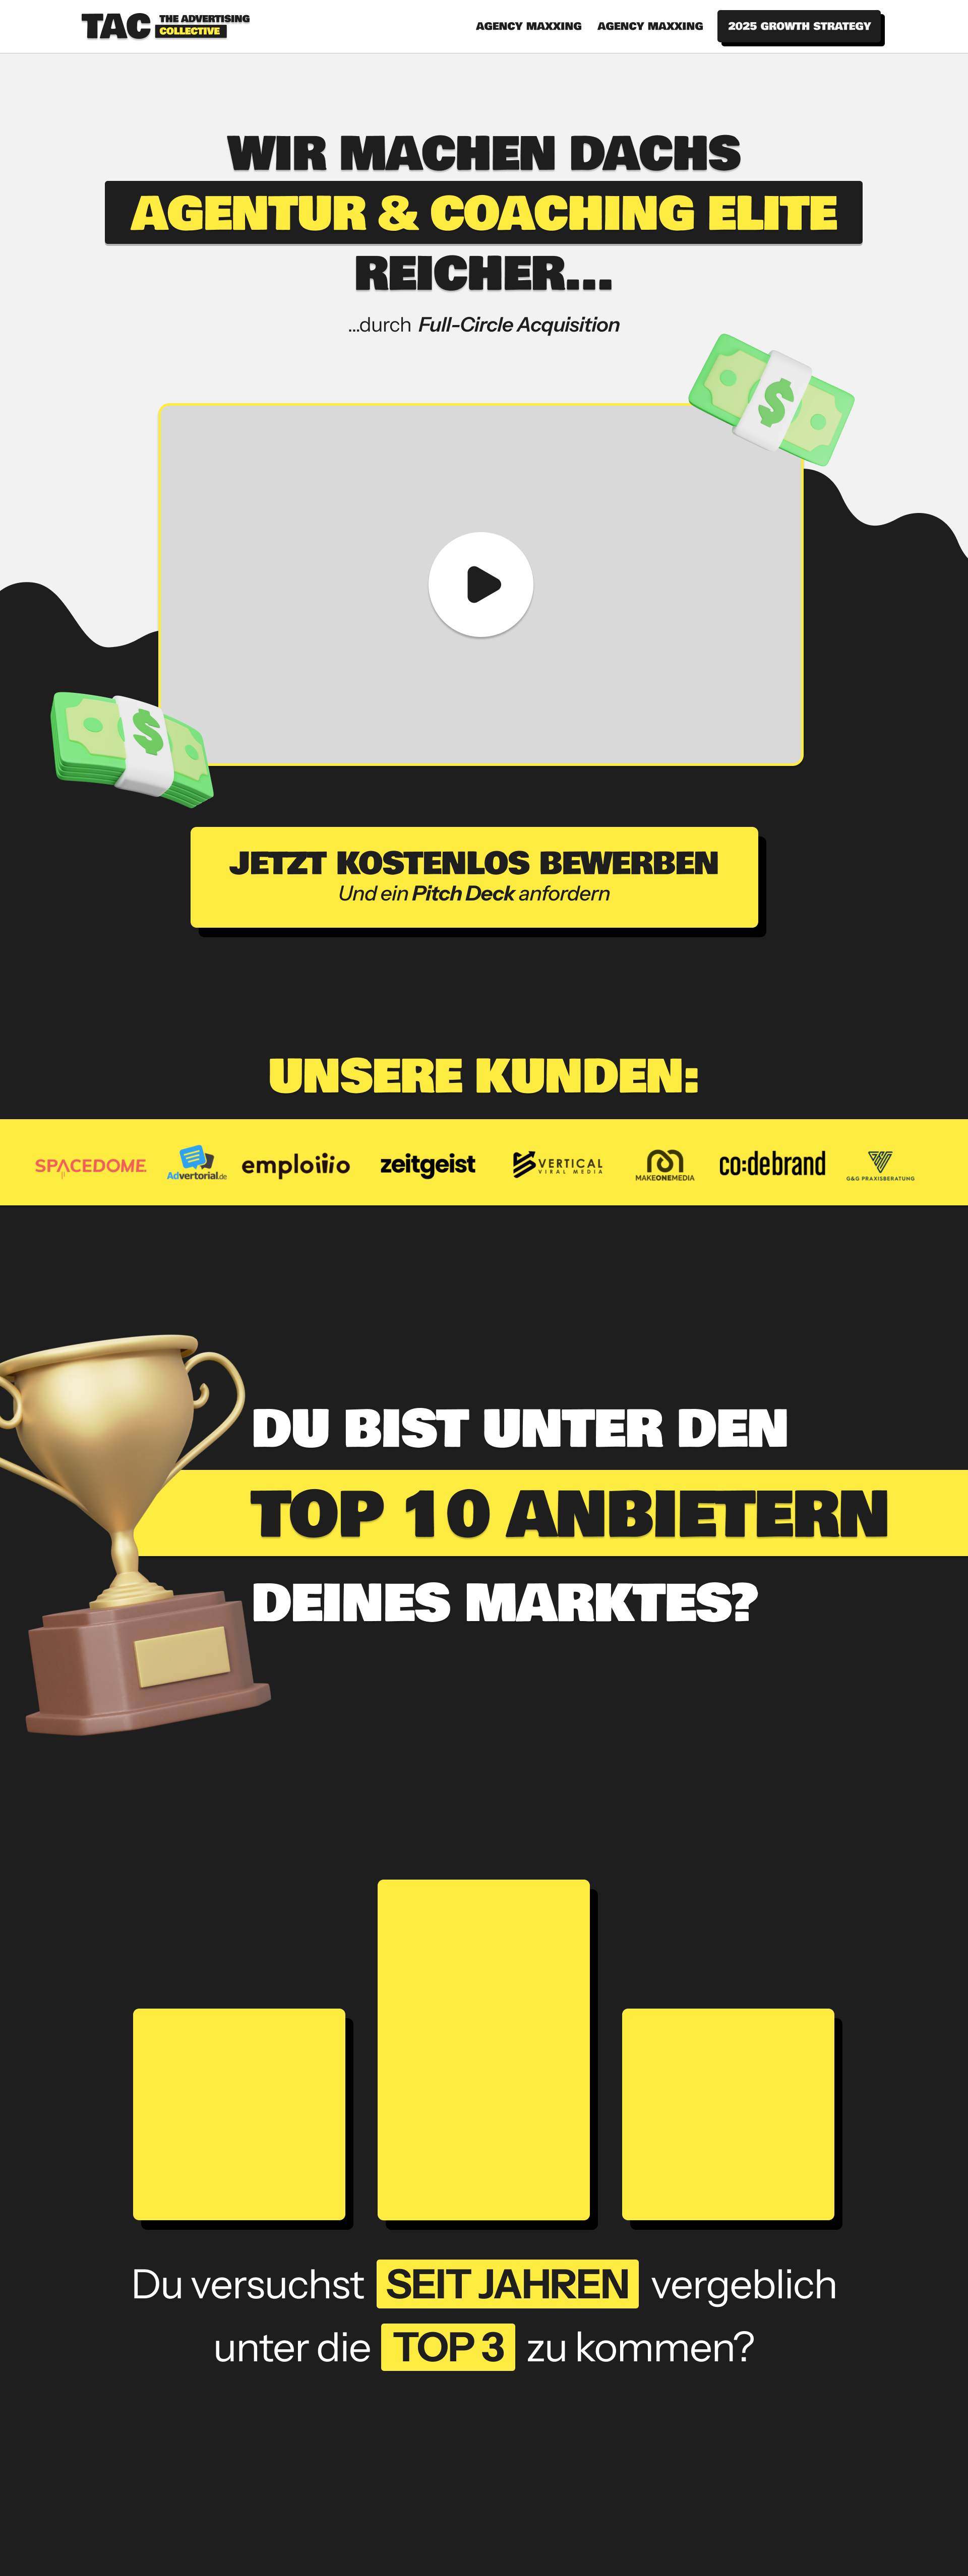 TAC THE ADVERTISING
COLLECTIVE
AGENCY MAXXING AGENCY MAXXING 2025 GROWTH STRATEGY
WIR MACHEN DACHS
AGENTUR & COACHING ELITE
REICHER...
...durch Full-Circle Acquisition
$
$
JETZT KOSTENLOS BEWERBEN
Und ein Pitch Deck anfordern
UNSERE KUNDEN:
SPACEDOME Advertorial.de emploiiio zeitgeist VERTICAL
VIRAL MEDIA
MAKEONEMEDIA
co:debrand
G&G PRAXISBERATUNG
DU BIST UNTER DEN
TOP 10 ANBIETERN
DEINES MARKTES?
Du versuchst SEIT JAHREN vergeblich
unter die TOP 3 zu kommen?